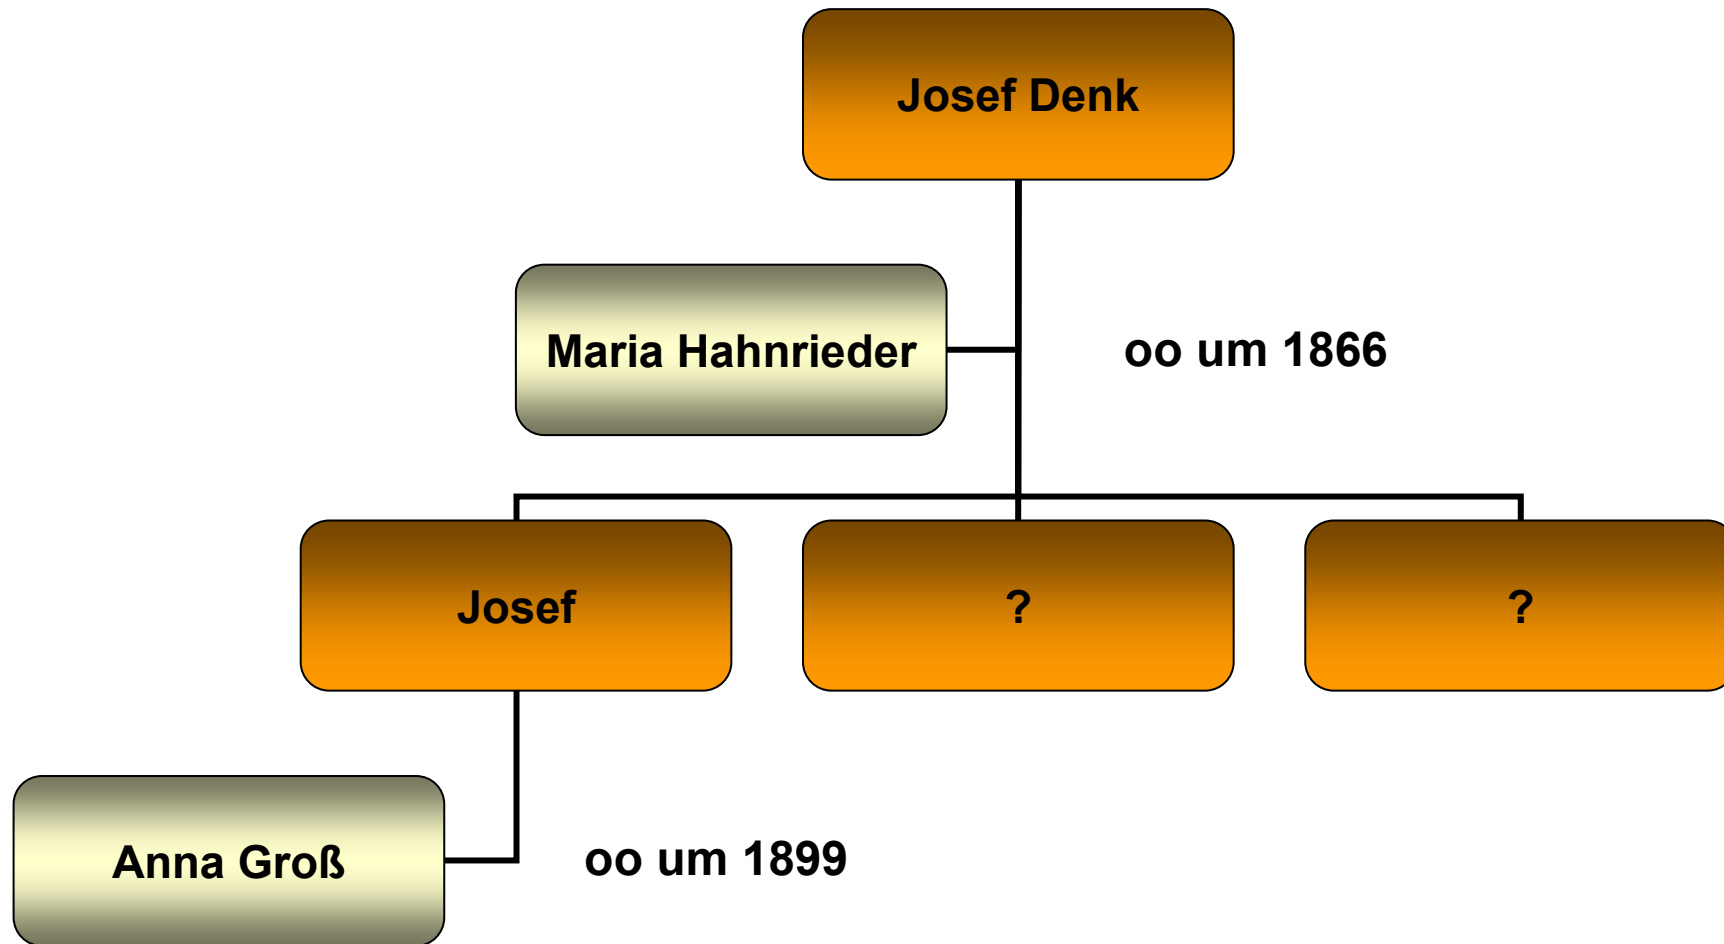 Josef Denk
Maria Hahnrieder
oo um 1866
Josef
?
?
Anna Groß
oo um 1899